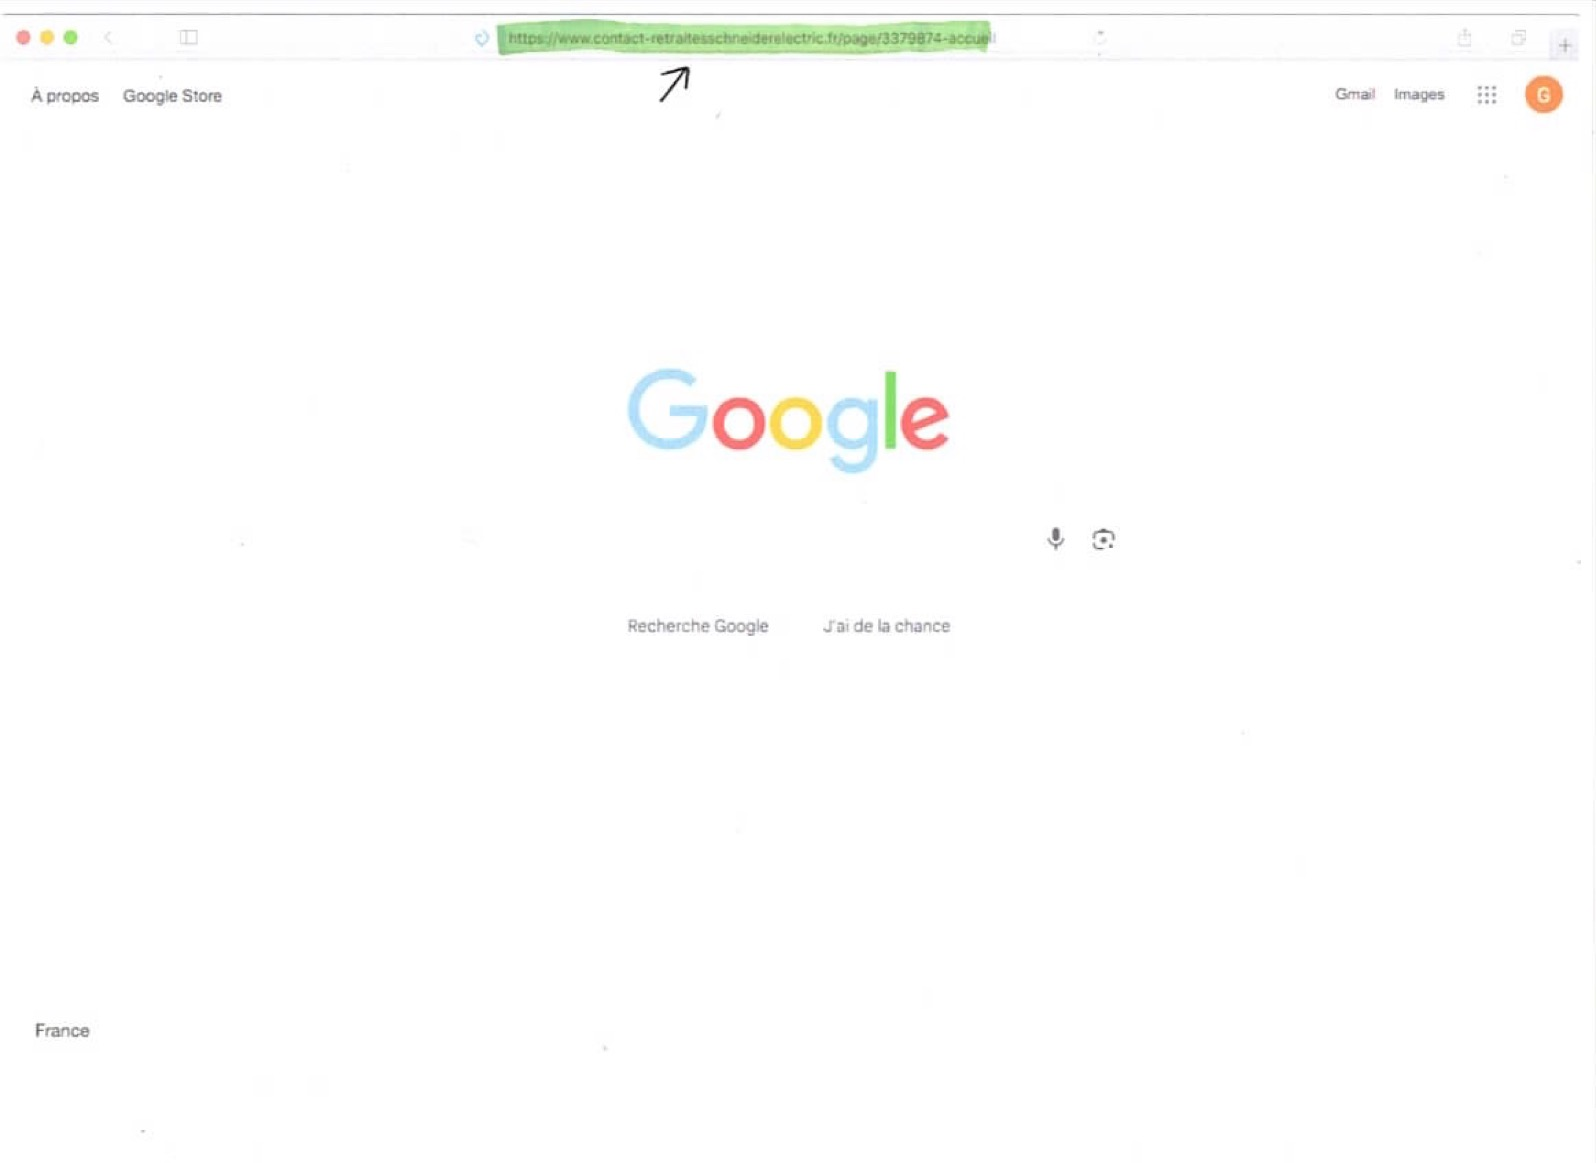 https://www.contact-retraitesschneiderelectric.fr/page/3379874-accueil
À propos Google Store Gmail Images G
Google
Recherche Google J'ai de la chance
France